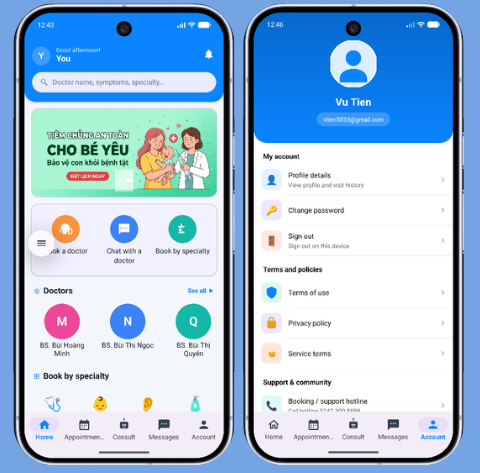 12:43
Y
Good afternoon!
You
Doctor name, symptoms, specialty...
TIÊM CHỦNG AN TOÀN
CHO BÉ YÊU
Bảo vệ con khỏi bệnh tật
ĐẶT LỊCH NGAY
k a doctor
Chat with a
doctor
Book by specialty
Doctors
See all
M
N
Q
BS. Bùi Hoàng
Minh
BS. Bùi Thị Ngọc
BS. Bùi Thị
Quyên
Book by specialty
Home
Appointmen...
Consult
Messages
Account
12:46
Vu Tien
vtien5033@gmail.com
My account
Profile details
View profile and visit history
Change password
Sign out
Sign out on this device
Terms and policies
Terms of use
Privacy policy
Service terms
Support & community
Booking / support hotline
Call hotline
Home
Appointmen...
Consult
Messages
Account